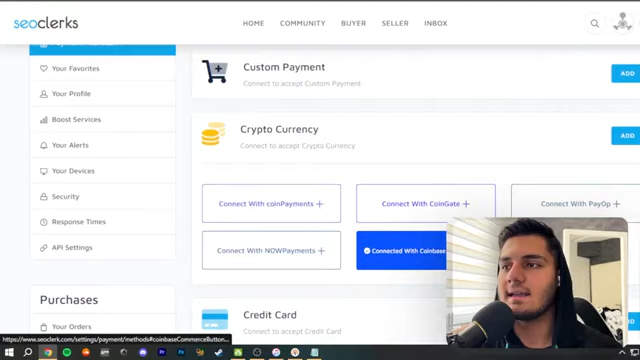 seoclerks
HOME BUYER SELLER INBOX
Your Favorites
Your Profile
Boost Services
Your Alerts
Your Devices
Security
Response Times
API Settings
Purchases
Your Orders
Custom Payment
Connect to accept Custom Payment
ADD
Crypto Currency
Connect to accept Crypto Currency
ADD
Connect With coinPayments +
Connect With CoinGate +
Connect With PayOp +
Connect With NOWPayments +
Connected With Coinbase
Credit Card
Connect to accept Credit Card
https://www.seoclerk.com/settings/payment/methods#coinbaseCommerceButton...